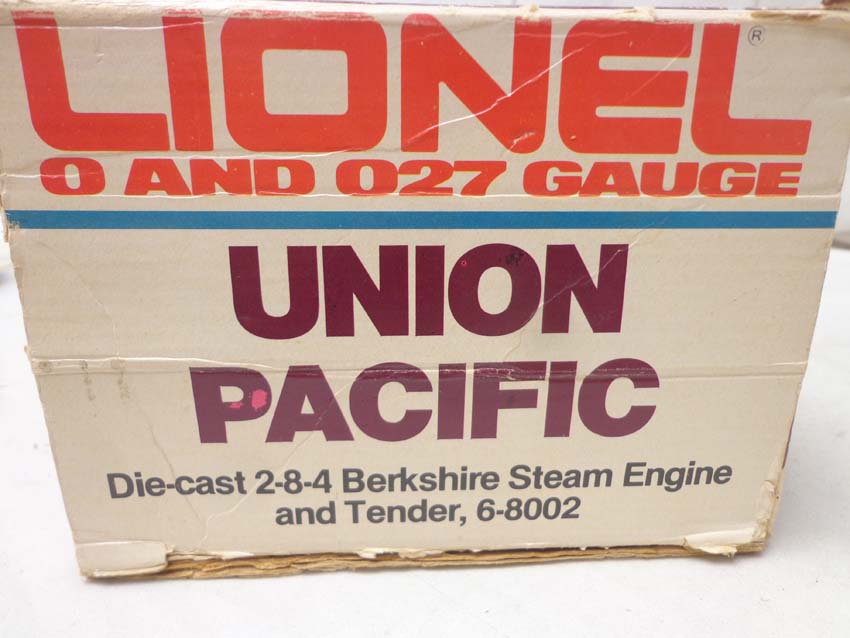 LIONEL®
O AND O27 GAUGE
UNION
PACIFIC
Die-cast 2-8-4 Berkshire Steam Engine
and Tender, 6-8002